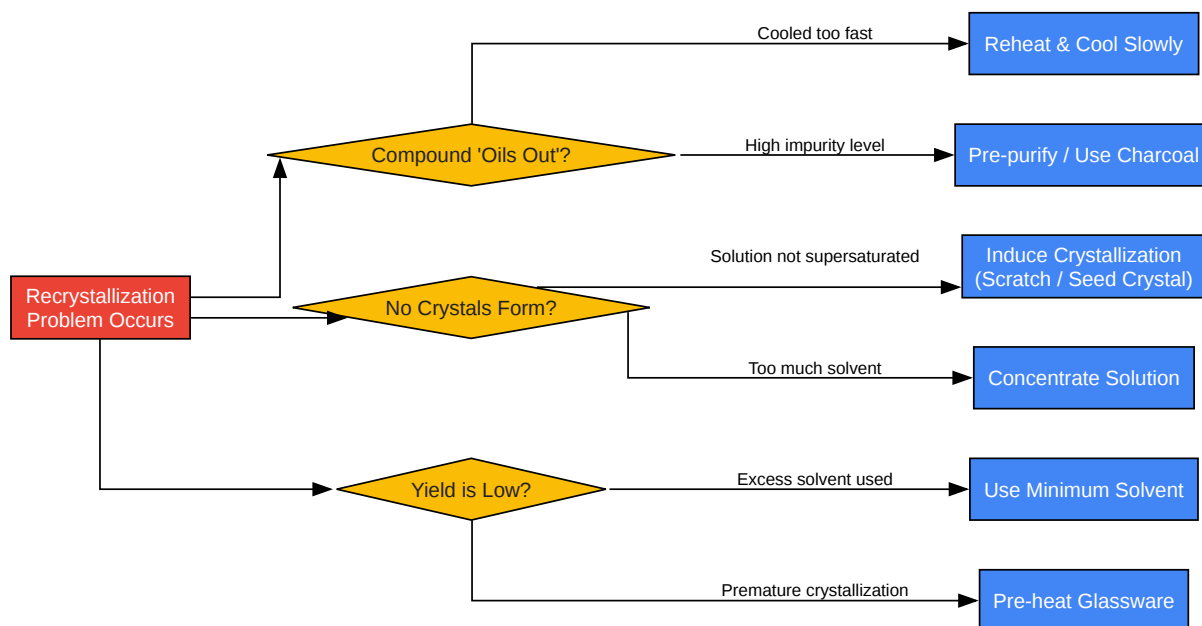 Cooled too fast
Reheat & Cool Slowly
Compound 'Oils Out'?
High impurity level
Pre-purify / Use Charcoal
Recrystallization
Problem Occurs
No Crystals Form?
Solution not supersaturated
Induce Crystallization
(Scratch / Seed Crystal)
Too much solvent
Concentrate Solution
Yield is Low?
Excess solvent used
Use Minimum Solvent
Premature crystallization
Pre-heat Glassware